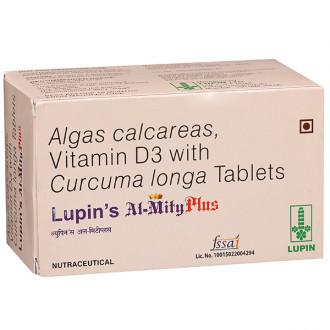 Algas calcareas,
Vitamin D3 with
Curcuma longa Tablets
Lupin's Al-Mity Plus
ल्यूपिन'स अल-मिटीप्लस
fssai
Lic. No. 10015022004294
LUPIN
NUTRACEUTICAL